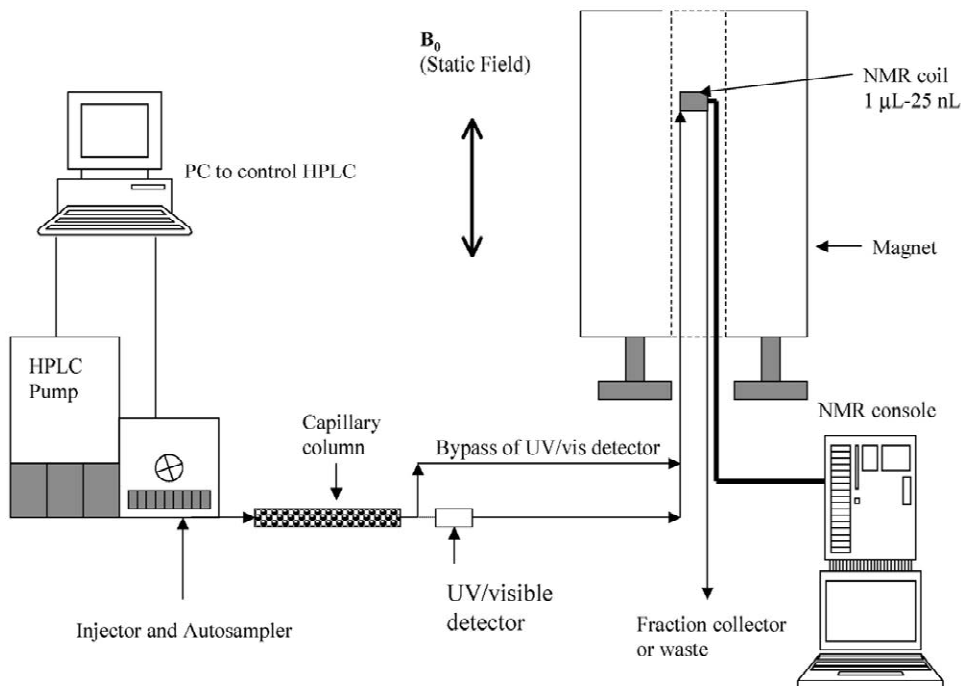 B₀
(Static Field)
NMR coil
1 µL-25 nL
PC to control HPLC
Magnet
HPLC
Pump
NMR console
Capillary
column
Bypass of UV/vis detector
UV/visible
detector
Injector and Autosampler
Fraction collector
or waste